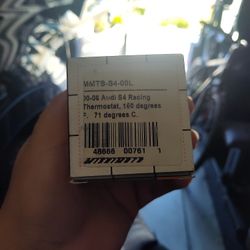 MMTS-S4-00L
00-06 Audi S4 Racing
Thermostat, 160 degrees
F, 71 degrees C.
48666 00761 1